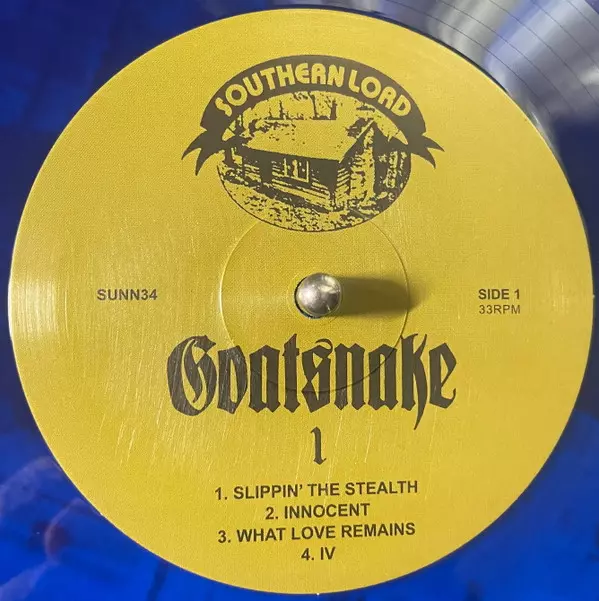 SOUTHERN LORD
SUNN34
SIDE 1
33RPM
Goatsnake
1
1. SLIPPIN' THE STEALTH
2. INNOCENT
3. WHAT LOVE REMAINS
4. IV